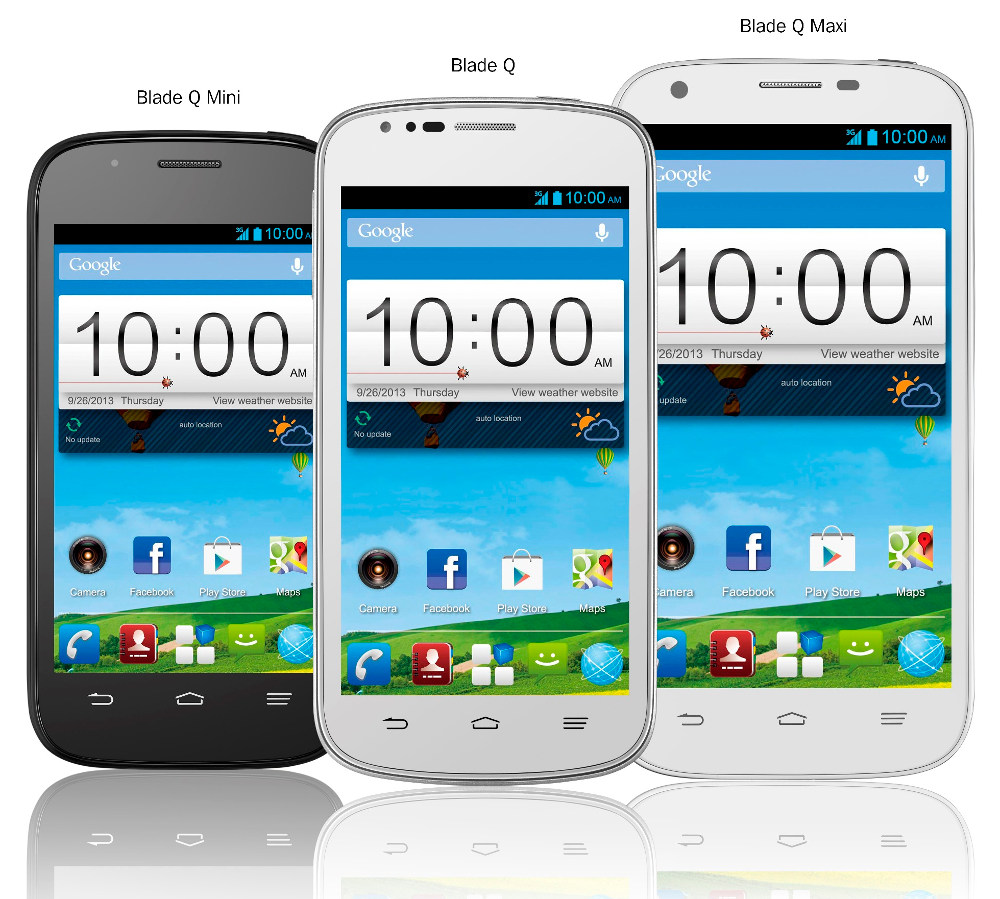 Blade Q Mini
Blade Q
Blade Q Maxi
3G 10:00 A
Google
10:00 AM
9/26/2013 Thursday View weather website
No update
auto location
Camera Facebook Play Store Maps
3G 10:00 AM
Google
10:00 AM
9/26/2013 Thursday View weather website
No update
auto location
Camera Facebook Play Store Maps
3G 10:00 AM
Google
10:00 AM
/26/2013 Thursday View weather website
update
auto location
amera Facebook Play Store Maps